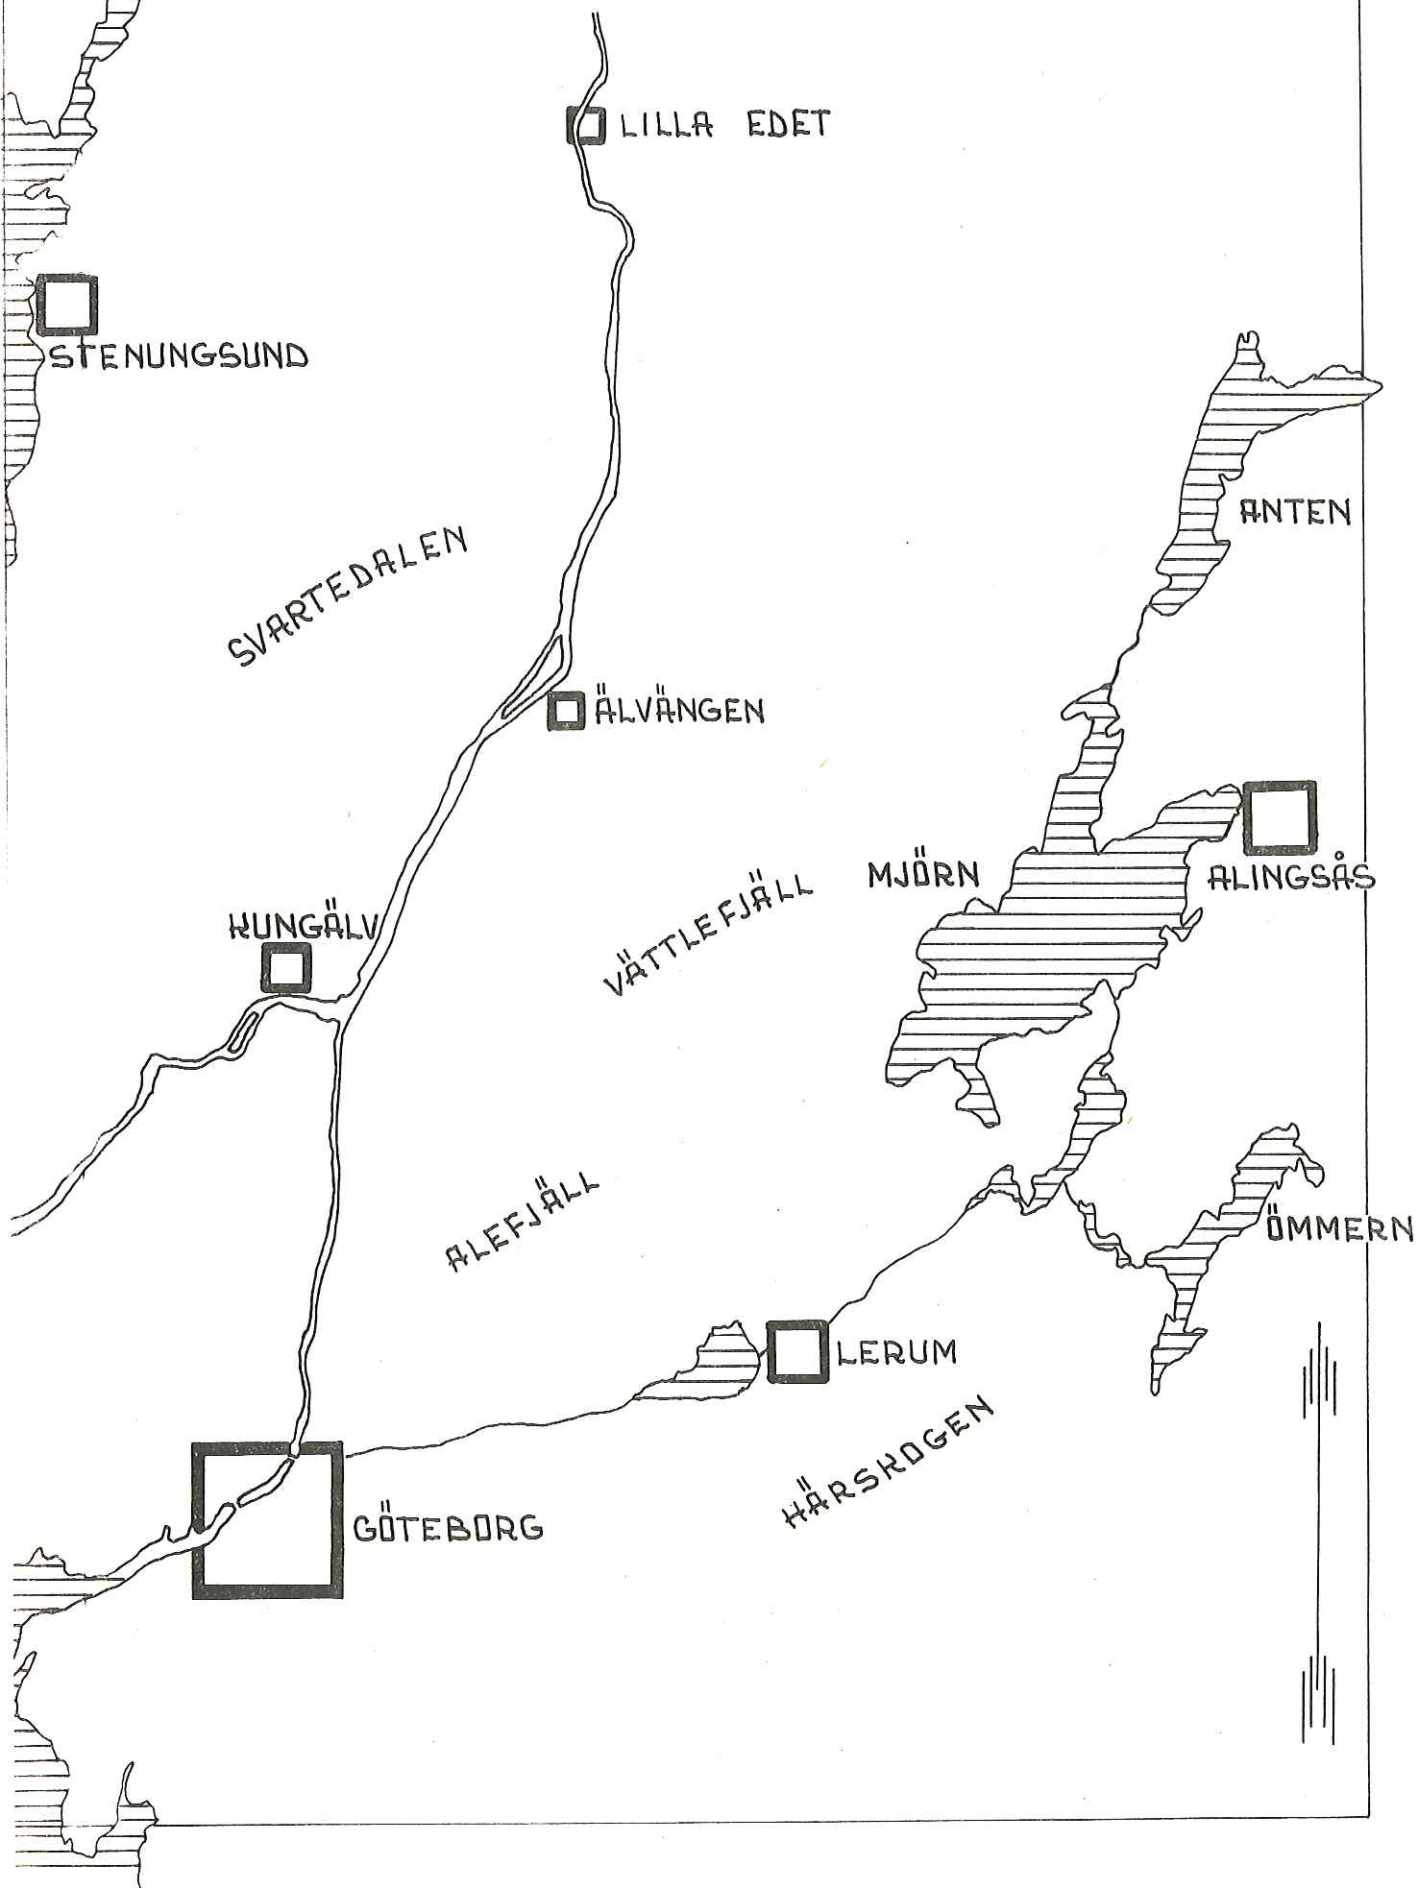 LILLA EDET
STENUNGSUND
ANTEN
SVARTEDALEN
ÄLVÄNGEN
MJÖRN
ALINGSÅS
VÄTTLEFJÄLL
KUNGÄLV
ALEFJÄLL
ÖMMERN
LERUM
HÄRSKOGEN
GÖTEBORG